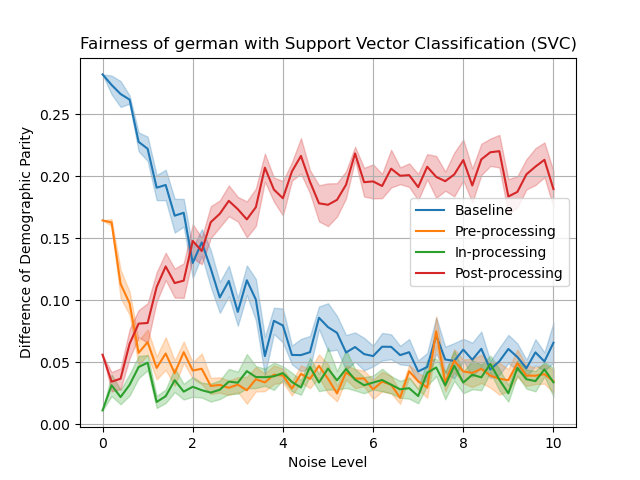 Fairness of german with Support Vector Classification (SVC)
Difference of Demographic Parity
0.25
0.20
0.15
0.10
0.05
0.00
Baseline
Pre-processing
In-processing
Post-processing
0 2 4 6 8 10
Noise Level